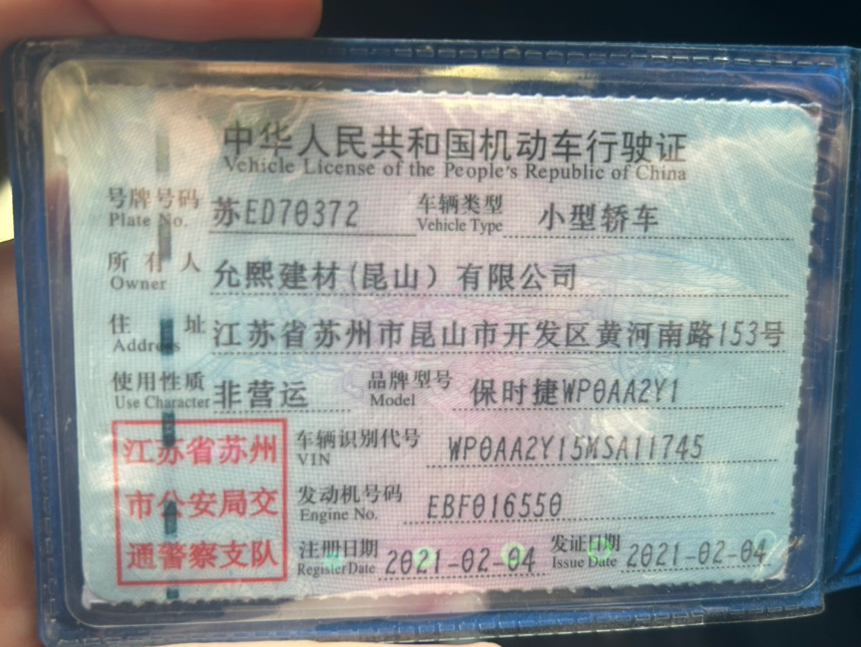 中华人民共和国机动车行驶证
Vehicle License of the People's Republic of China
号牌号码 苏ED70372 车辆类型 小型轿车
Plate No. Vehicle Type
所有人 允熙建材(昆山)有限公司
Owner
住址 江苏省苏州市昆山市开发区黄河南路153号
Address
使用性质 非营运 品牌型号 保时捷WP0AA2Y1
Use Character Model
江苏省苏州
市公安局交
通警察支队
车辆识别代号 WP0AA2Y15MSA11745
VIN
发动机号码 EBF016550
Engine No.
注册日期 2021-02-04 发证日期 2021-02-04
Register Date Issue Date